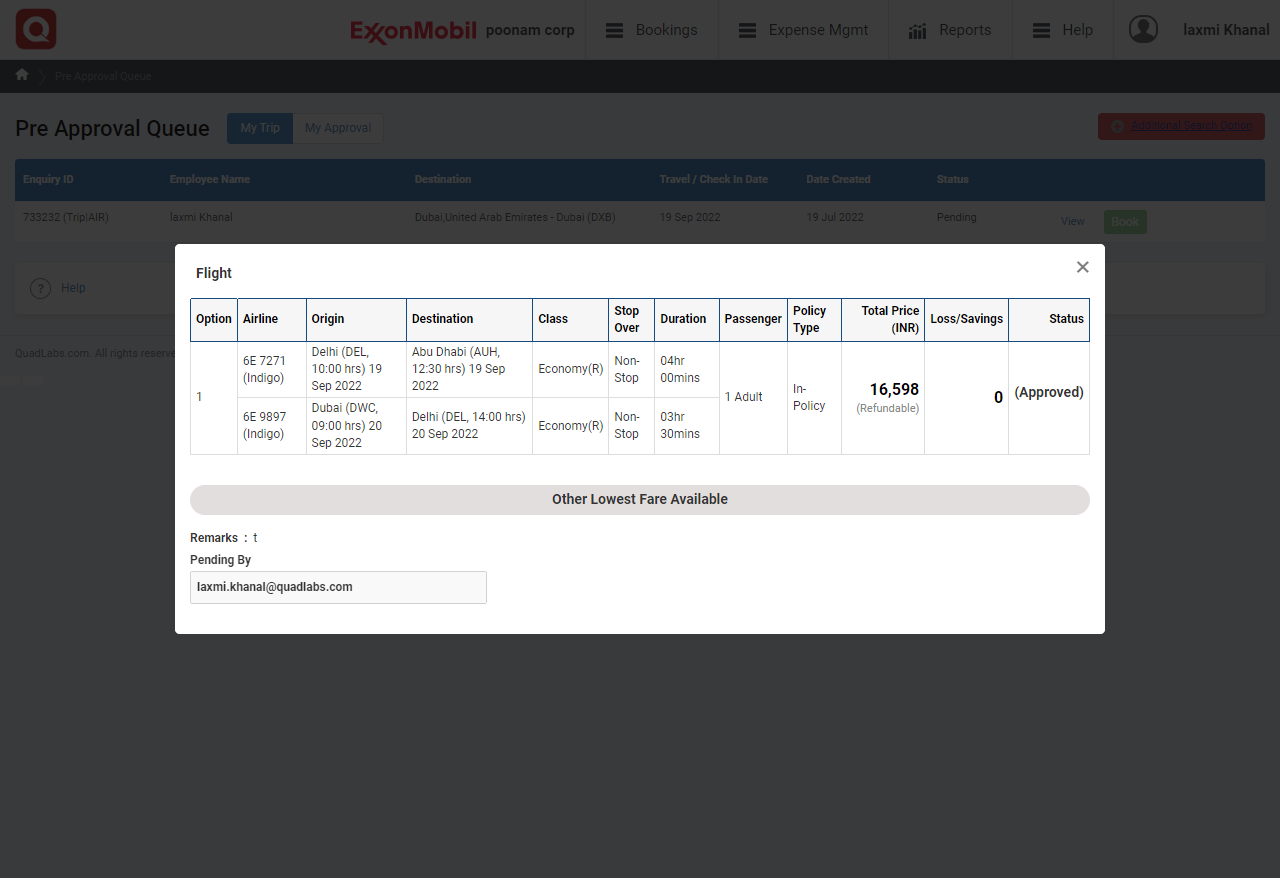 ExxonMobil poonam corp Bookings Expense Mgmt Reports Help laxmi Khanal
Pre Approval Queue
Pre Approval Queue My Trip My Approval Additional Search Option
Enquiry ID Employee Name Destination Travel / Check In Date Date Created Status
733232 (Trip|AIR) laxmi Khanal Dubai,United Arab Emirates - Dubai (DXB) 19 Sep 2022 19 Jul 2022 Pending View Book
? Help
QuadLabs.com. All rights reserve
Flight ×
Option Airline Origin Destination Class Stop Over Duration Passenger Policy Type Total Price (INR) Loss/Savings Status
1
6E 7271 (Indigo) Delhi (DEL, 10:00 hrs) 19 Sep 2022 Abu Dhabi (AUH, 12:30 hrs) 19 Sep 2022 Economy(R) Non-Stop 04hr 00mins
1 Adult In-Policy 16,598 (Refundable) 0 (Approved)
6E 9897 (Indigo) Dubai (DWC, 09:00 hrs) 20 Sep 2022 Delhi (DEL, 14:00 hrs) 20 Sep 2022 Economy(R) Non-Stop 03hr 30mins
Other Lowest Fare Available
Remarks : t
Pending By
laxmi.khanal@quadlabs.com